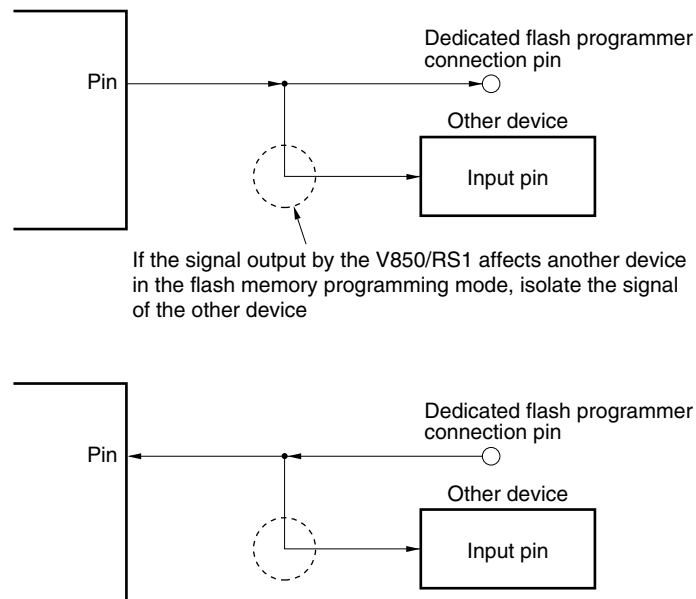 Dedicated flash programmer
connection pin
Pin
Other device
Input pin
If the signal output by the V850/RS1 affects another device
in the flash memory programming mode, isolate the signal
of the other device
Dedicated flash programmer
connection pin
Pin
Other device
Input pin